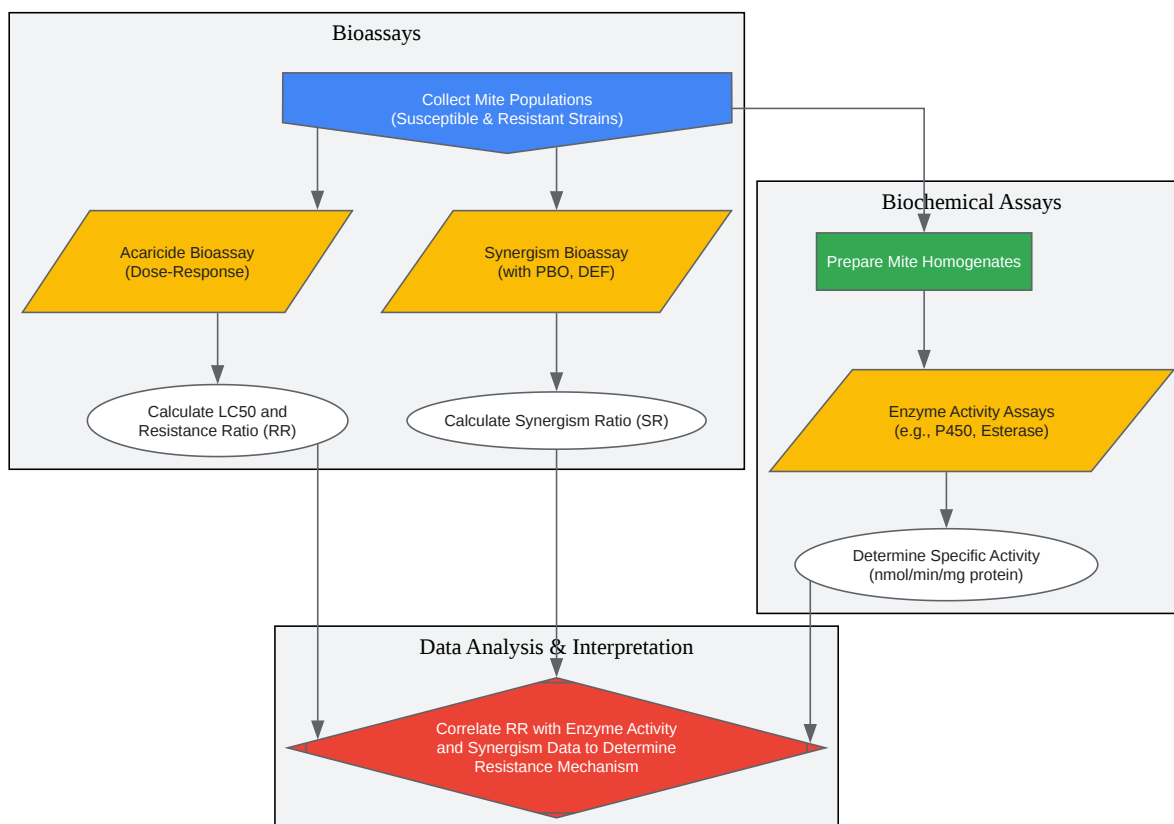 Bioassays
Collect Mite Populations
(Susceptible & Resistant Strains)
Acaricide Bioassay
(Dose-Response)
Synergism Bioassay
(with PBO, DEF)
Calculate LC50 and
Resistance Ratio (RR)
Calculate Synergism Ratio (SR)
Biochemical Assays
Prepare Mite Homogenates
Enzyme Activity Assays
(e.g., P450, Esterase)
Determine Specific Activity
(nmol/min/mg protein)
Data Analysis & Interpretation
Correlate RR with Enzyme Activity
and Synergism Data to Determine
Resistance Mechanism